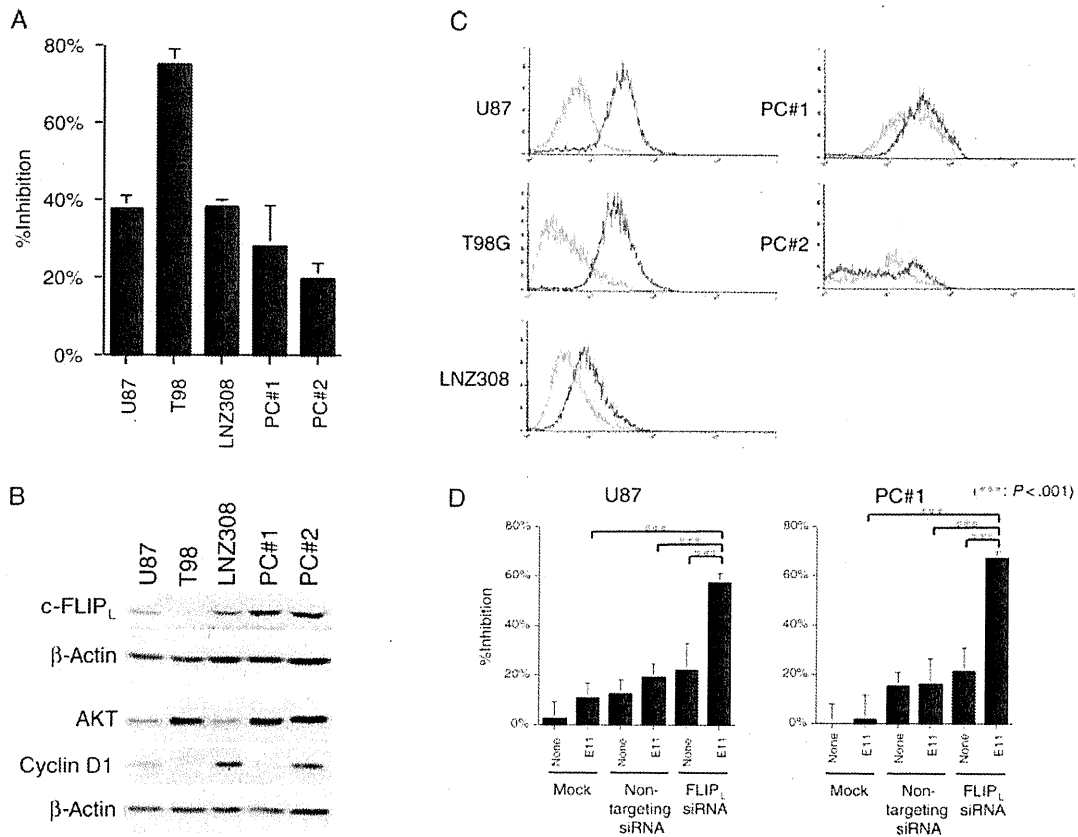 A
80%
60%
40%
20%
0%
%Inhibition
U87
T98
LNZ308
PC#1
PC#2
B
U87
T98
LNZ308
PC#1
PC#2
c-FLIPL
β-Actin
AKT
Cyclin D1
β-Actin
C
U87
PC#1
T98G
PC#2
LNZ308
D
U87
80%
60%
40%
20%
0%
%Inhibition
***
***
***
None
E11
None
E11
None
E11
Mock
Non-
targeting
siRNA
FLIPL
siRNA
PC#1
(***: P<.001)
80%
60%
40%
20%
0%
***
***
***
None
E11
None
E11
None
E11
Mock
Non-
targeting
siRNA
FLIPL
siRNA